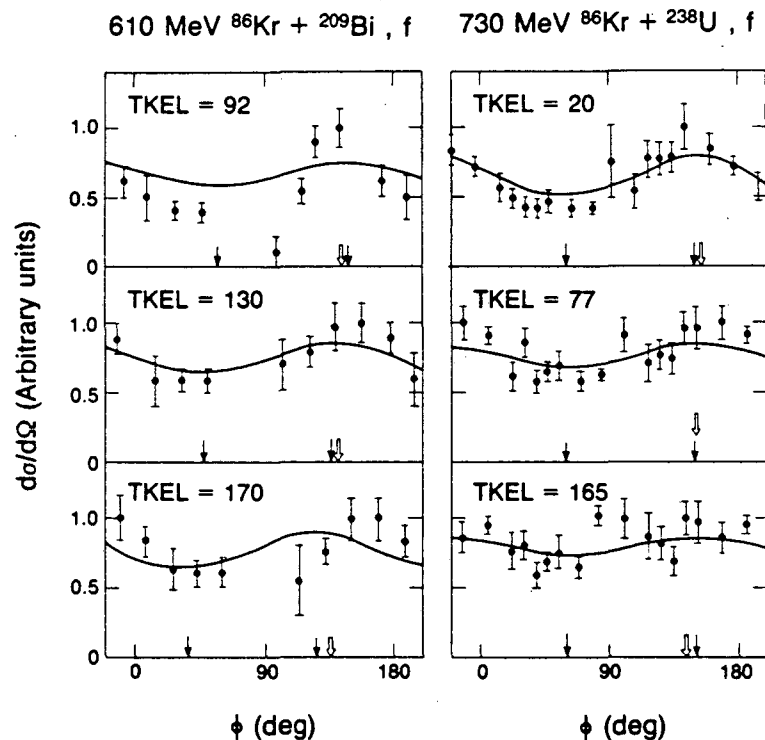 610 MeV ⁸⁶Kr + ²⁰⁹Bi , f
730 MeV ⁸⁶Kr + ²³⁸U , f
dσ/dΩ (Arbitrary units)
TKEL = 92
TKEL = 20
1.0
0.5
0
TKEL = 130
TKEL = 77
1.0
0.5
0
TKEL = 170
TKEL = 165
1.0
0.5
0
0 90 180
0 90 180
ϕ (deg)
ϕ (deg)